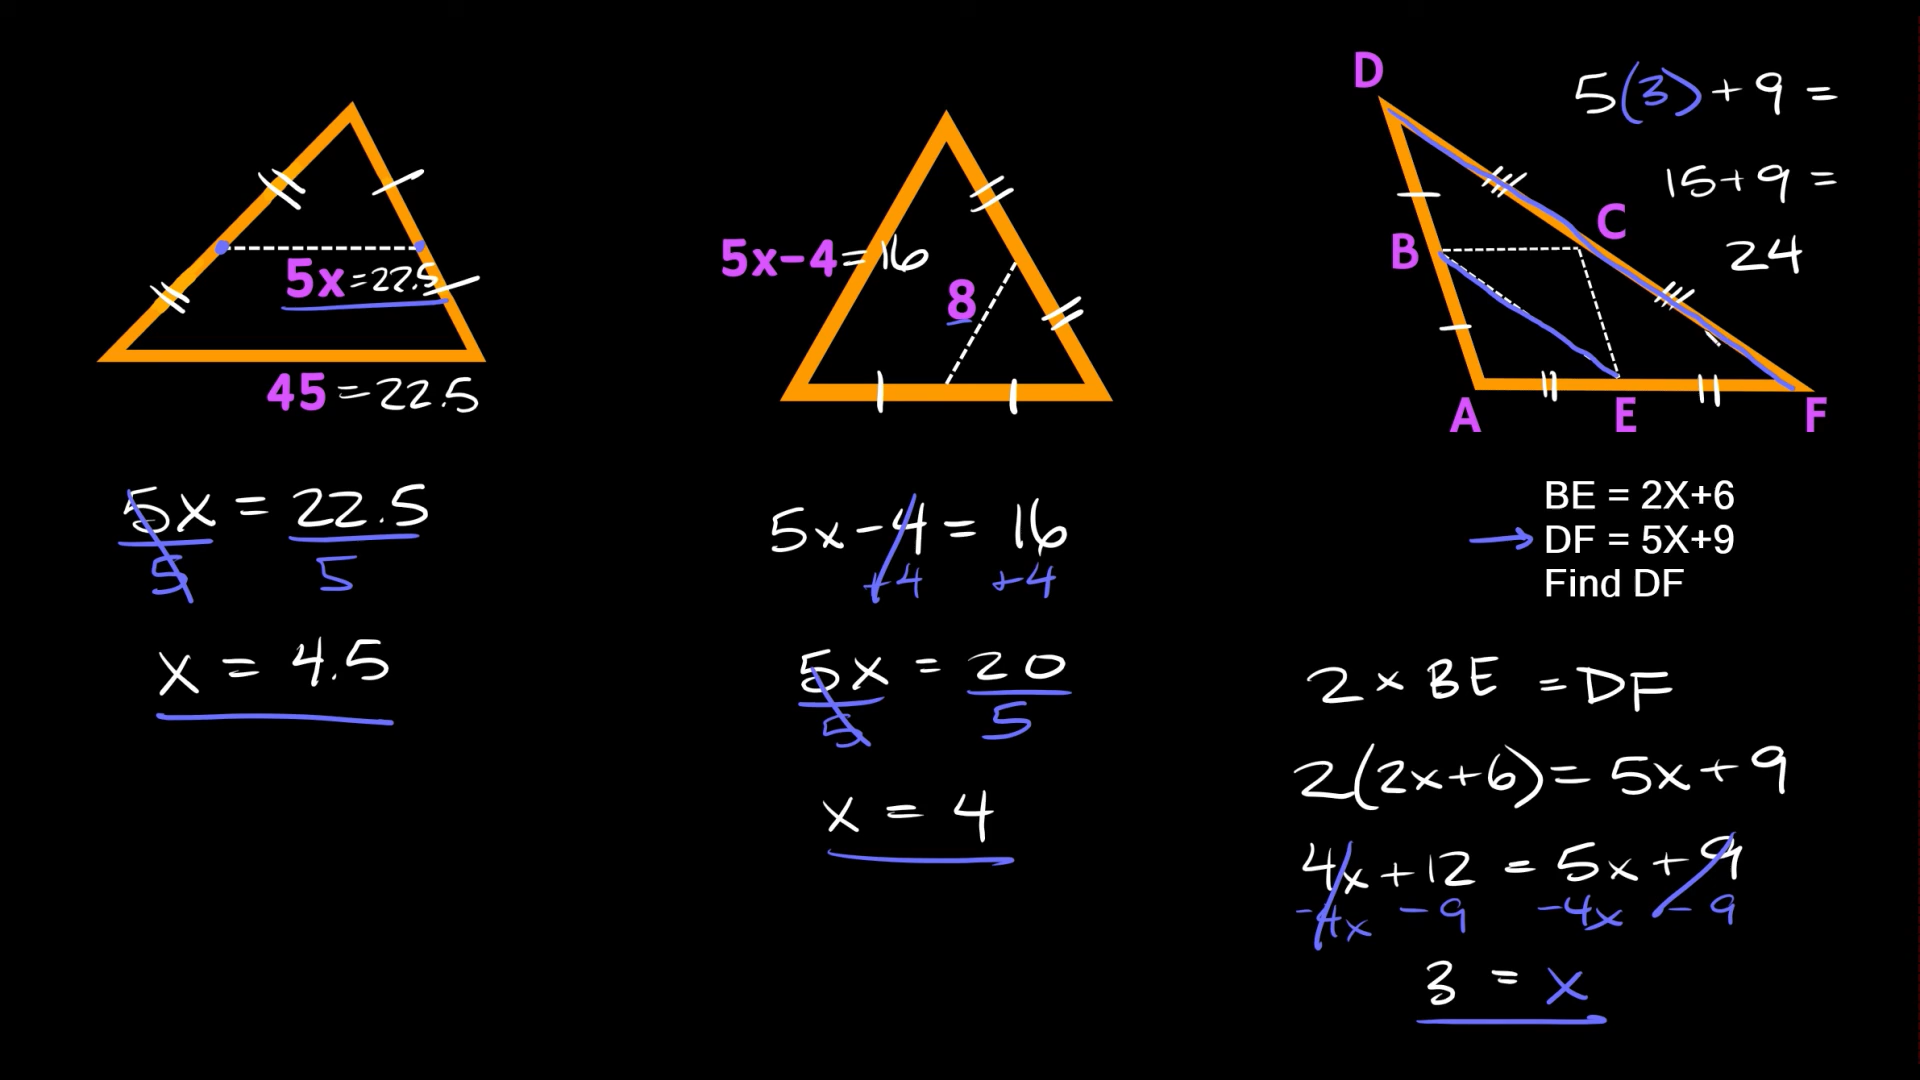 5x = 22.5
45 = 22.5
5x = 22.5
5 5
x = 4.5
5x-4 = 16
8
5x - 4 = 16
+4 +4
5x = 20
5 5
x = 4
D
5(3) + 9 =
15 + 9 =
C
24
B
A E F
BE = 2X+6
DF = 5X+9
Find DF
2 x BE = DF
2(2x+6) = 5x + 9
4x + 12 = 5x + 9
-4x - 9 -4x - 9
3 = x